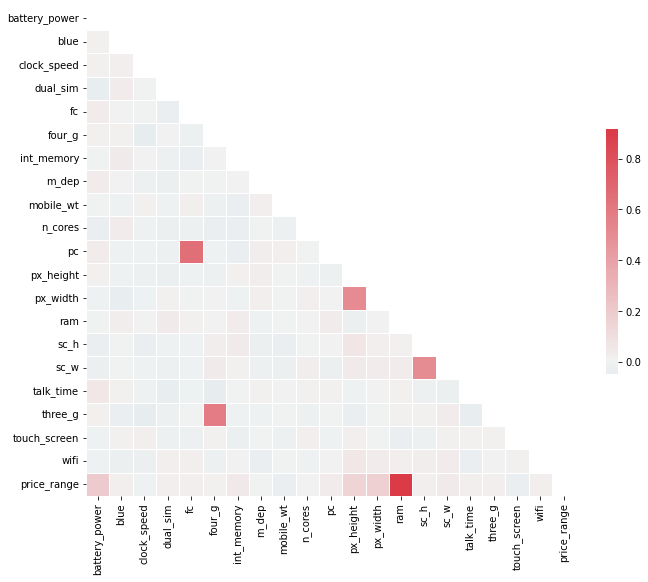 battery_power
blue
clock_speed
dual_sim
fc
four_g
int_memory
m_dep
mobile_wt
n_cores
pc
px_height
px_width
ram
sc_h
sc_w
talk_time
three_g
touch_screen
wifi
price_range
battery_power
blue
clock_speed
dual_sim
fc
four_g
int_memory
m_dep
mobile_wt
n_cores
pc
px_height
px_width
ram
sc_h
sc_w
talk_time
three_g
touch_screen
wifi
price_range
0.8
0.6
0.4
0.2
0.0